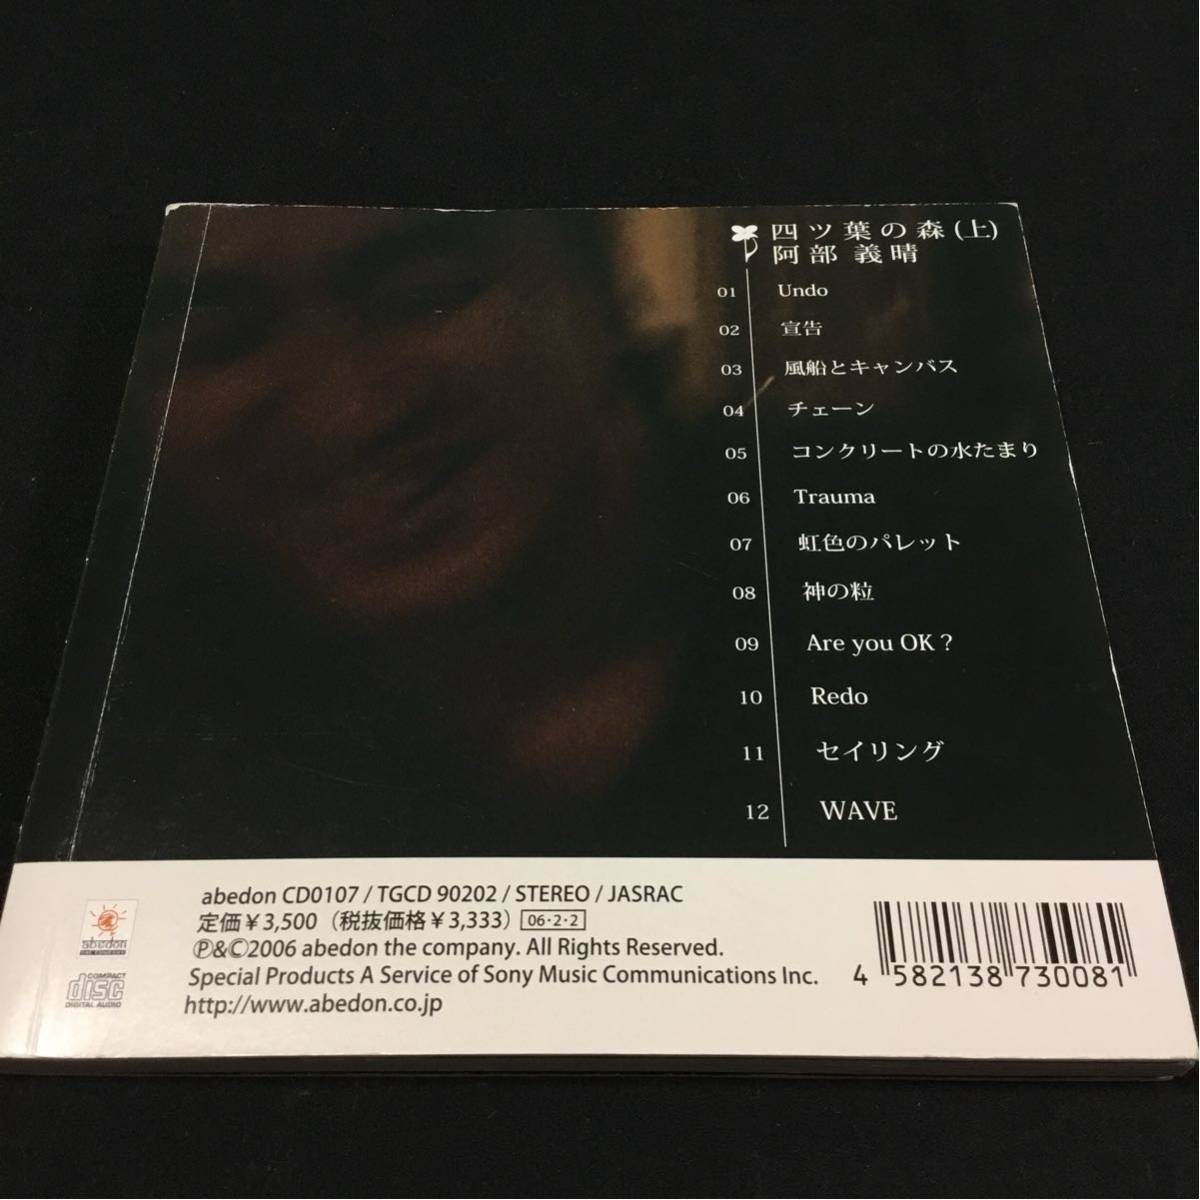 四ツ葉の森(上)
阿部 義晴
01 Undo
02 宣告
03 風船とキャンバス
04 チェーン
05 コンクリートの水たまり
06 Trauma
07 虹色のパレット
08 神の粒
09 Are you OK?
10 Redo
11 セイリング
12 WAVE
abedon CD0107 / TGCD 90202 / STEREO / JASRAC
定価¥3,500(税抜価格¥3,333) 06・2・2
℗&©2006 abedon the company. All Rights Reserved.
Special Products A Service of Sony Music Communications Inc.
http://www.abedon.co.jp
abedon
THE COMPANY
COMPACT
disc
DIGITAL AUDIO
4 582138 730081